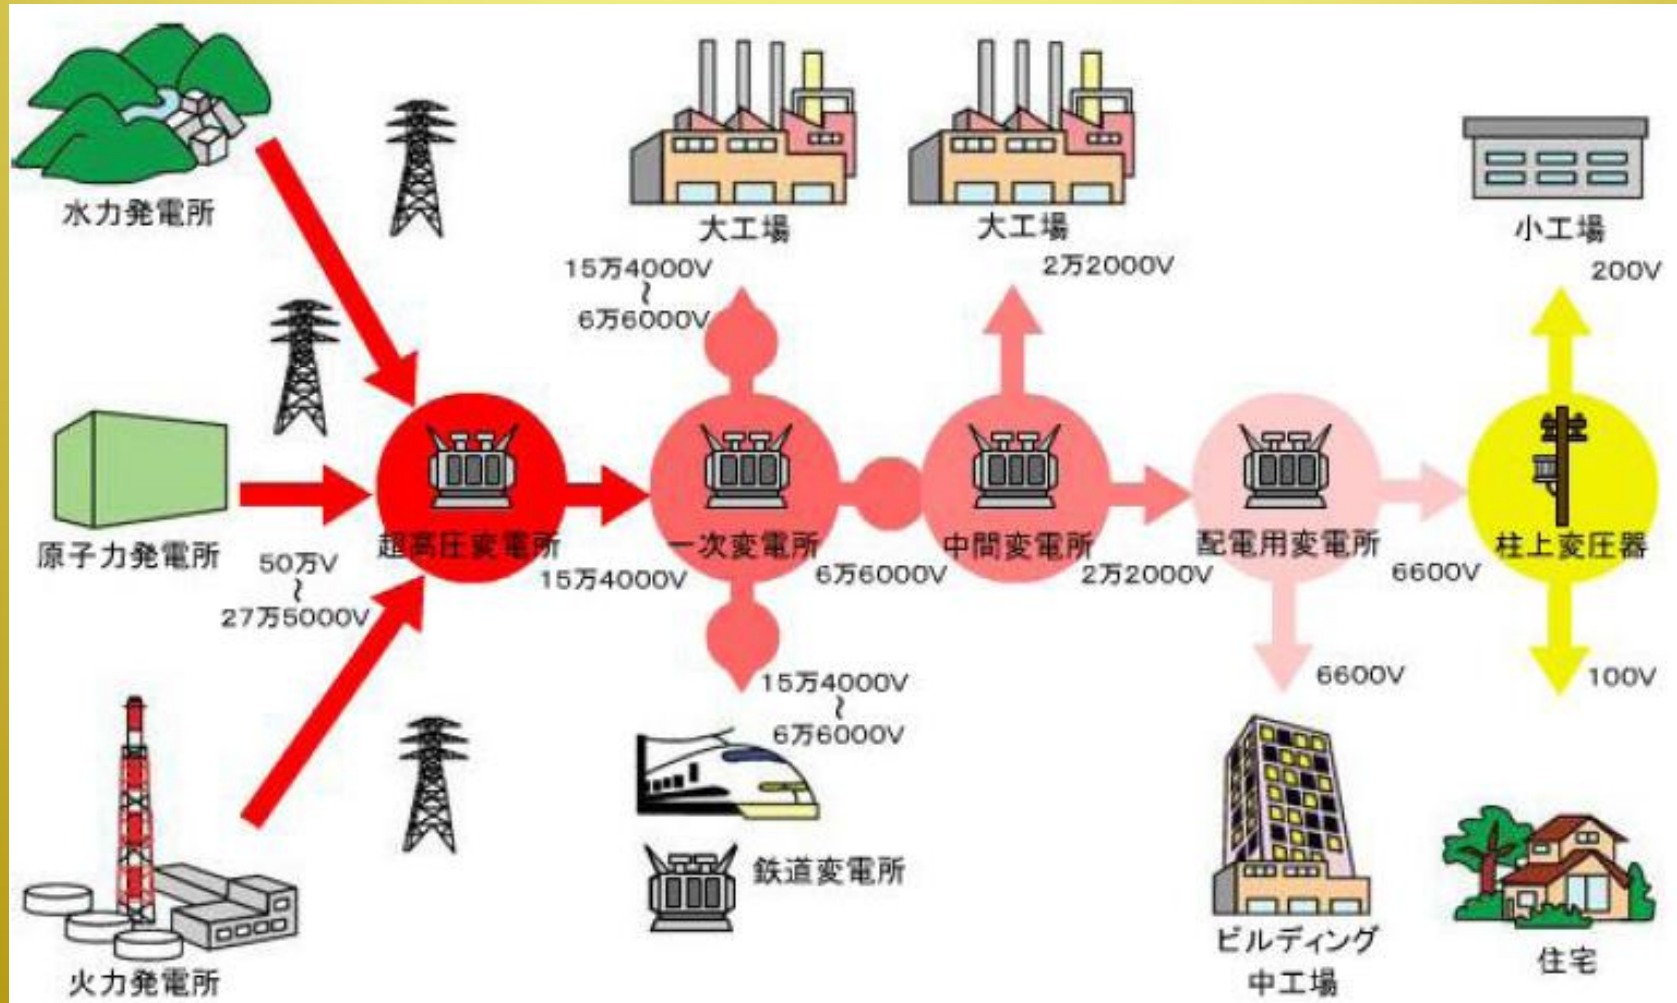 水力発電所
大工場
15万4000V
〜
6万6000V
大工場
2万2000V
小工場
200V
原子力発電所
50万V
〜
27万5000V
超高圧変電所
15万4000V
一次変電所
6万6000V
中間変電所
2万2000V
配電用変電所
6600V
柱上変圧器
15万4000V
〜
6万6000V
鉄道変電所
6600V
ビルディング
中工場
100V
住宅
火力発電所